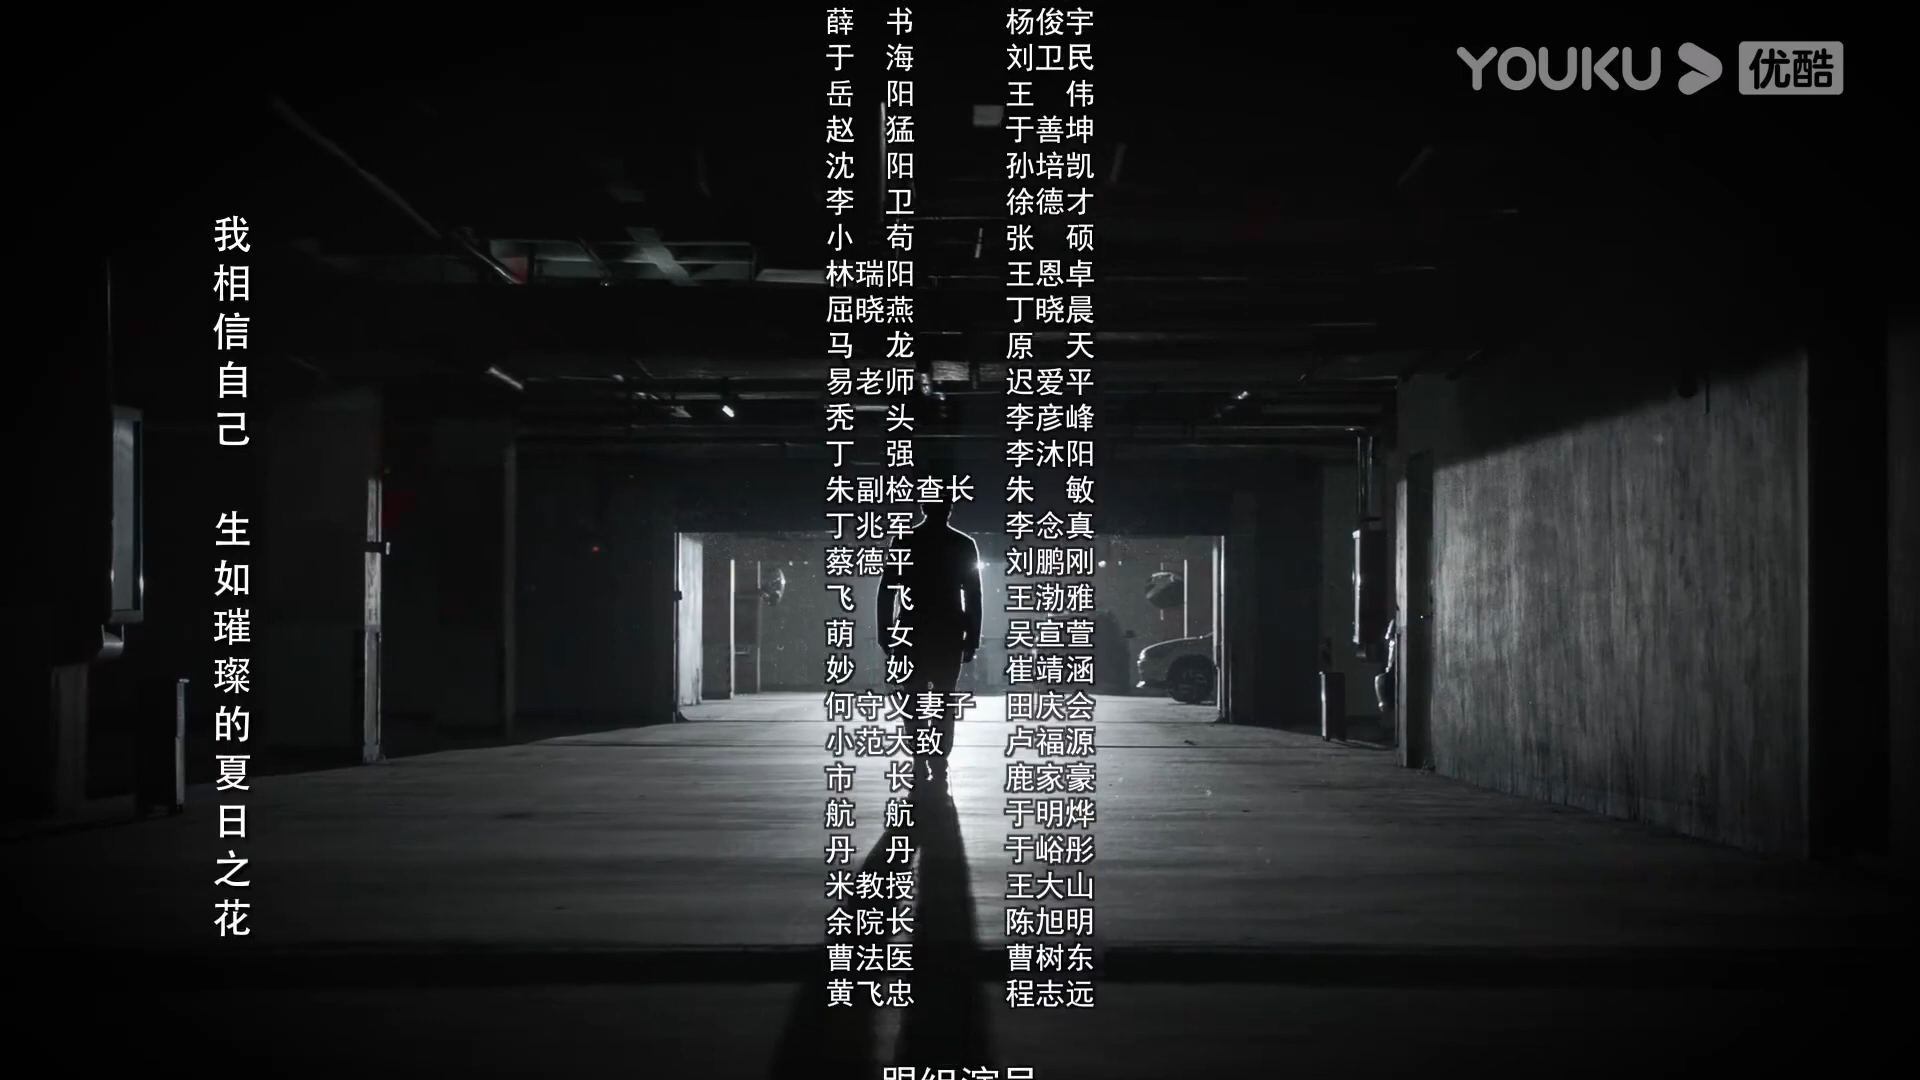 YOUKU 优酷
我相信自己 生如璀璨的夏日之花
薛书 杨俊宇
于海 刘卫民
岳阳 王伟
赵猛 于善坤
沈阳 孙培凯
李卫 徐德才
小苟 张硕
林瑞阳 王恩卓
屈晓燕 丁晓晨
马龙 原天
易老师 迟爱平
秃头 李彦峰
丁强 李沐阳
朱副检查长 朱敏
丁兆军 李念真
蔡德平 刘鹏刚
飞飞 王渤雅
萌女 吴宣萱
妙妙 崔靖涵
何守义妻子 田庆会
小范大致 卢福源
市长 鹿家豪
航航 于明烨
丹丹 于峪彤
米教授 王大山
余院长 陈旭明
曹法医 曹树东
黄飞忠 程志远